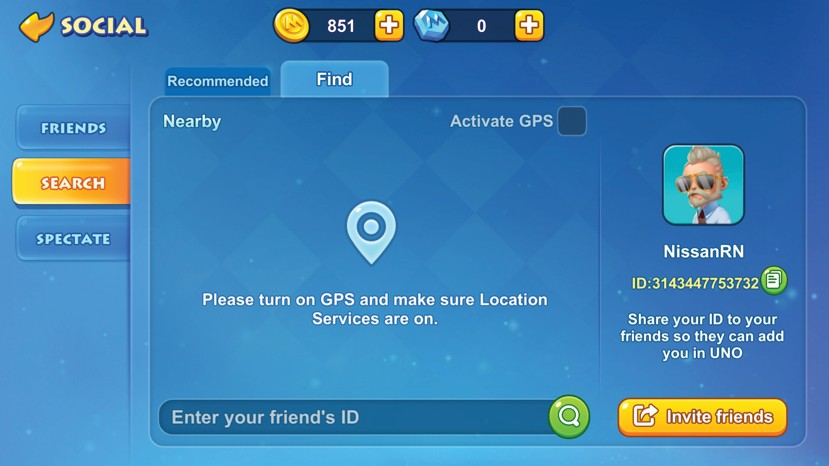 SOCIAL
851
0
Recommended
Find
FRIENDS
SEARCH
SPECTATE
Nearby
Activate GPS
Please turn on GPS and make sure Location
Services are on.
Enter your friend's ID
NissanRN
ID:3143447753732
Share your ID to your
friends so they can add
you in UNO
Invite friends